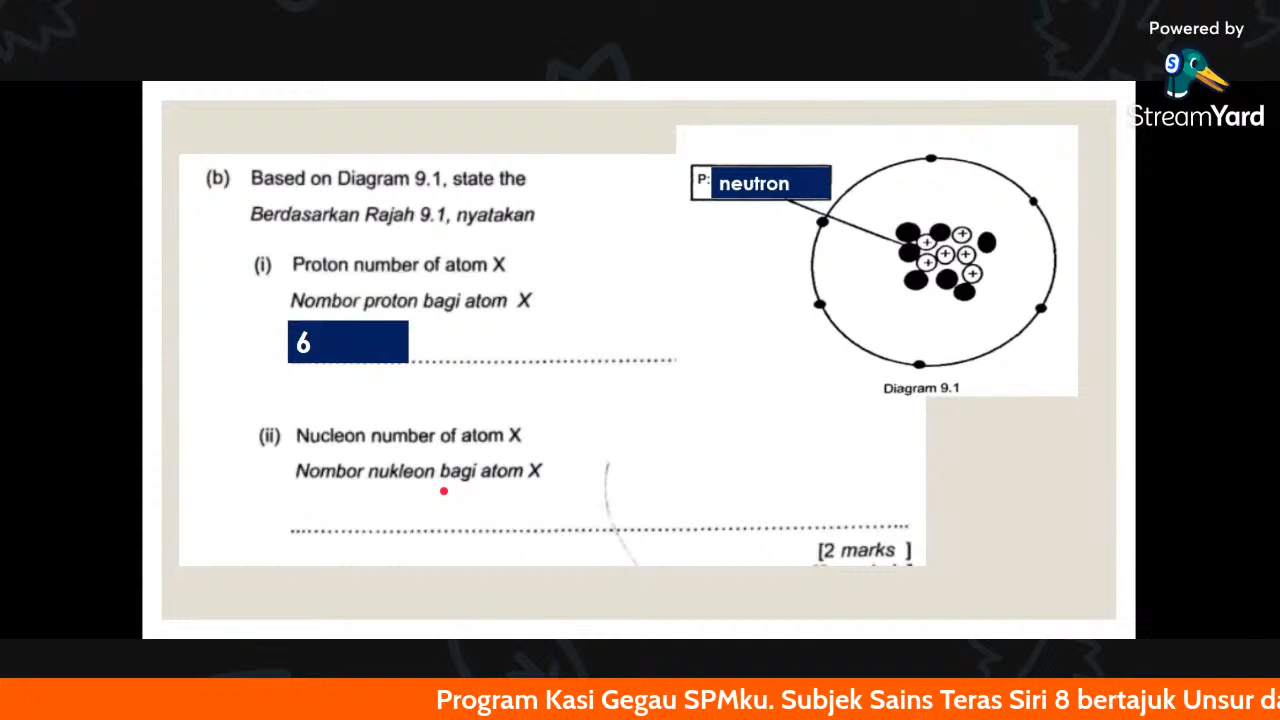 Powered by
StreamYard
(b) Based on Diagram 9.1, state the
Berdasarkan Rajah 9.1, nyatakan
(i) Proton number of atom X
Nombor proton bagi atom X
6
(ii) Nucleon number of atom X
Nombor nukleon bagi atom X
[2 marks ]
P: neutron
Diagram 9.1
Program Kasi Gegau SPMku. Subjek Sains Teras Siri 8 bertajuk Unsur da